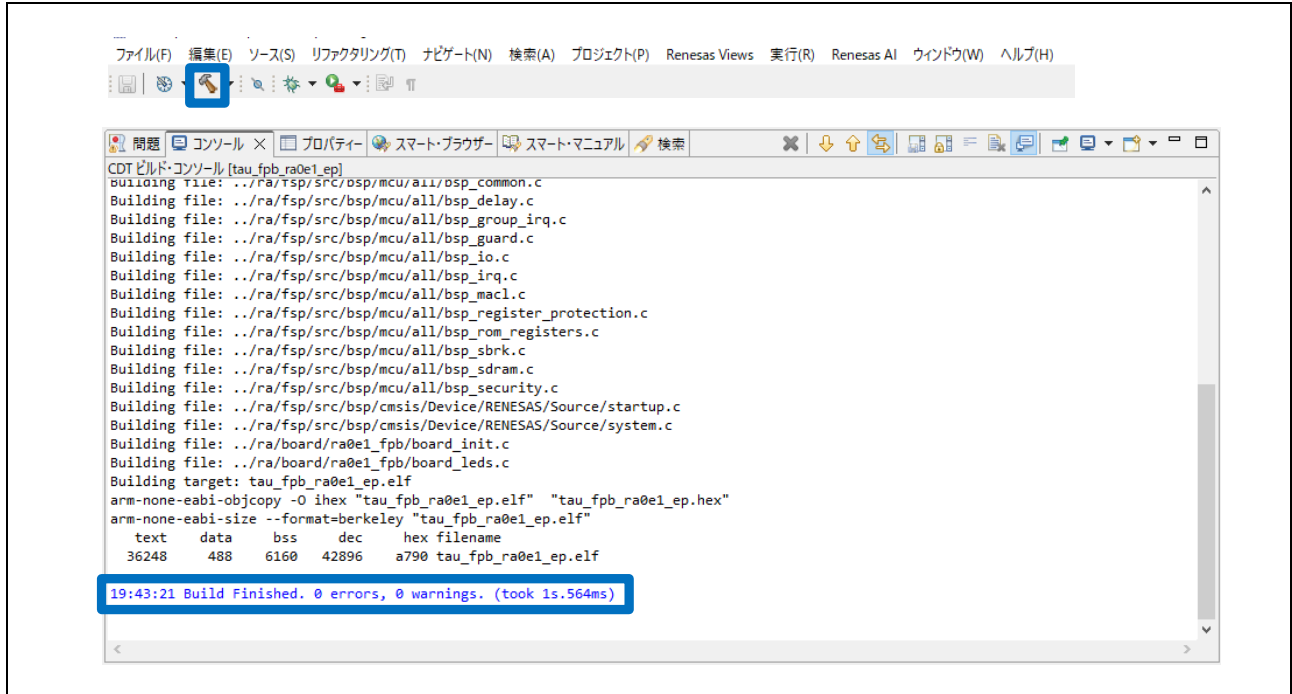 ファイル(F) 編集(E) ソース(S) リファクタリング(T) ナビゲート(N) 検索(A) プロジェクト(P) Renesas Views 実行(R) Renesas AI ウィンドウ(W) ヘルプ(H)
問題 コンソール × プロパティー スマート・ブラウザー スマート・マニュアル 検索
CDT ビルド・コンソール [tau_fpb_ra0e1_ep]
Building file: ../ra/fsp/src/bsp/mcu/all/bsp_common.c
Building file: ../ra/fsp/src/bsp/mcu/all/bsp_delay.c
Building file: ../ra/fsp/src/bsp/mcu/all/bsp_group_irq.c
Building file: ../ra/fsp/src/bsp/mcu/all/bsp_guard.c
Building file: ../ra/fsp/src/bsp/mcu/all/bsp_io.c
Building file: ../ra/fsp/src/bsp/mcu/all/bsp_irq.c
Building file: ../ra/fsp/src/bsp/mcu/all/bsp_macl.c
Building file: ../ra/fsp/src/bsp/mcu/all/bsp_register_protection.c
Building file: ../ra/fsp/src/bsp/mcu/all/bsp_rom_registers.c
Building file: ../ra/fsp/src/bsp/mcu/all/bsp_sbrk.c
Building file: ../ra/fsp/src/bsp/mcu/all/bsp_sdram.c
Building file: ../ra/fsp/src/bsp/mcu/all/bsp_security.c
Building file: ../ra/fsp/src/bsp/cmsis/Device/RENESAS/Source/startup.c
Building file: ../ra/fsp/src/bsp/cmsis/Device/RENESAS/Source/system.c
Building file: ../ra/board/ra0e1_fpb/board_init.c
Building file: ../ra/board/ra0e1_fpb/board_leds.c
Building target: tau_fpb_ra0e1_ep.elf
arm-none-eabi-objcopy -O ihex "tau_fpb_ra0e1_ep.elf"  "tau_fpb_ra0e1_ep.hex"
arm-none-eabi-size --format=berkeley "tau_fpb_ra0e1_ep.elf"
text data bss dec hex filename
36248 488 6160 42896 a790 tau_fpb_ra0e1_ep.elf
19:43:21 Build Finished. 0 errors, 0 warnings. (took 1s.564ms)